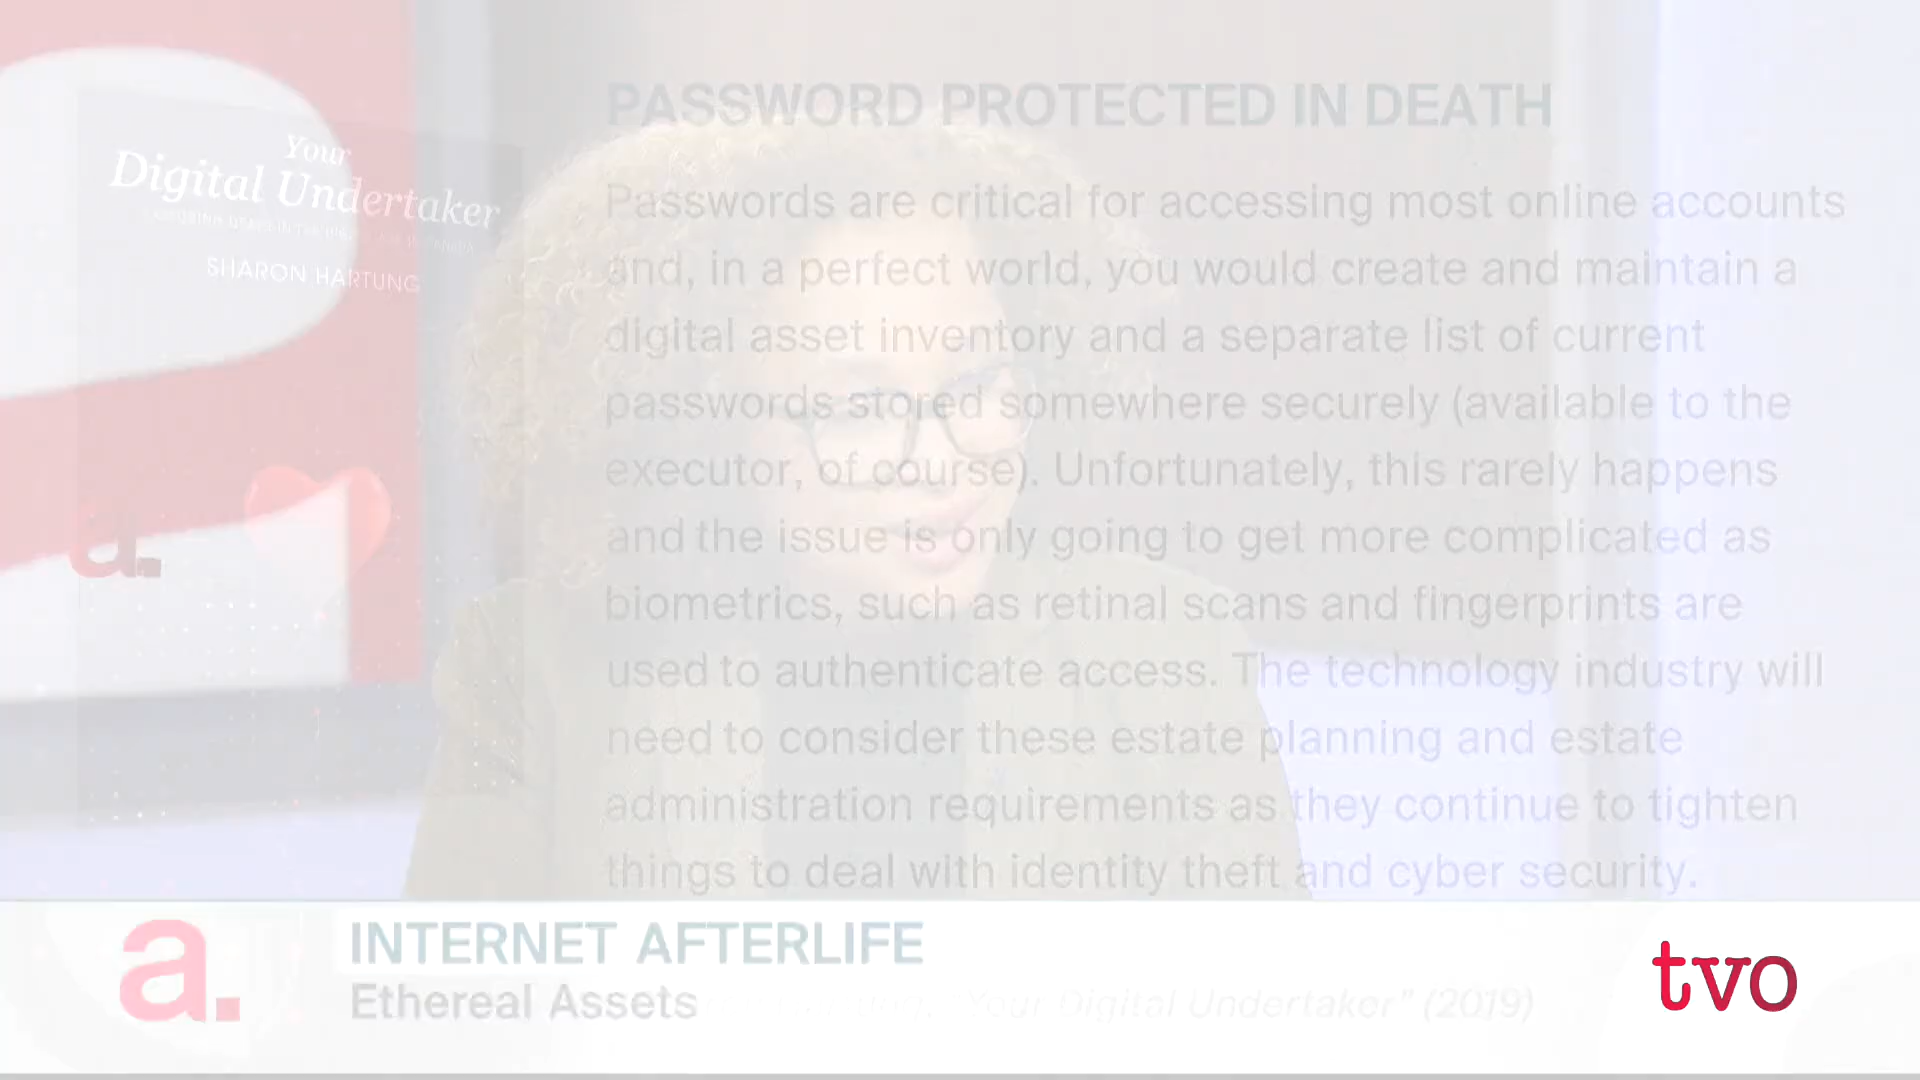 Your
Digital Undertaker
SHARON HARTUNG
a.
PASSWORD PROTECTED IN DEATH
Passwords are critical for accessing most online accounts
and, in a perfect world, you would create and maintain a
digital asset inventory and a separate list of current
passwords stored somewhere securely (available to the
executor, of course). Unfortunately, this rarely happens
and the issue is only going to get more complicated as
biometrics, such as retinal scans and fingerprints are
used to authenticate access. The technology industry will
need to consider these estate planning and estate
administration requirements as they continue to tighten
things to deal with identity theft and cyber security.
a.
INTERNET AFTERLIFE
Ethereal Assets
"Your Digital Undertaker" (2019)
tvo